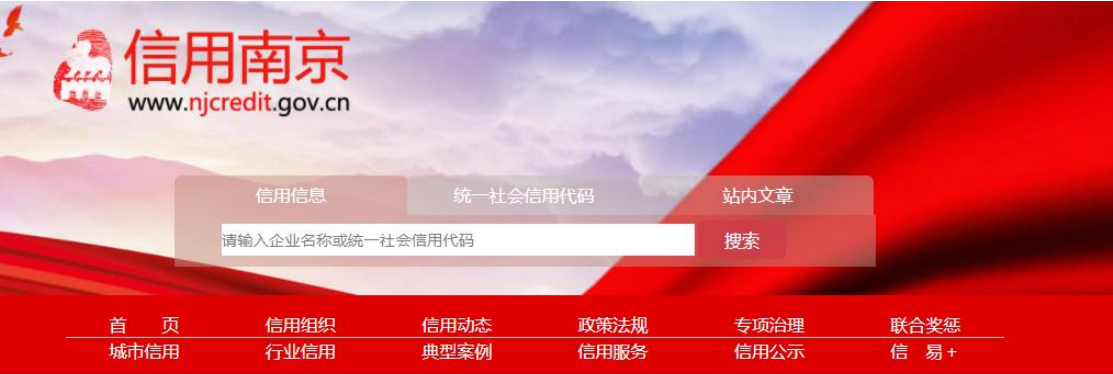 信用南京
www.njcredit.gov.cn
信用信息 统一社会信用代码 站内文章
请输入企业名称或统一社会信用代码 搜索
首 页 信用组织 信用动态 政策法规 专项治理 联合奖惩
城市信用 行业信用 典型案例 信用服务 信用公示 信 易+